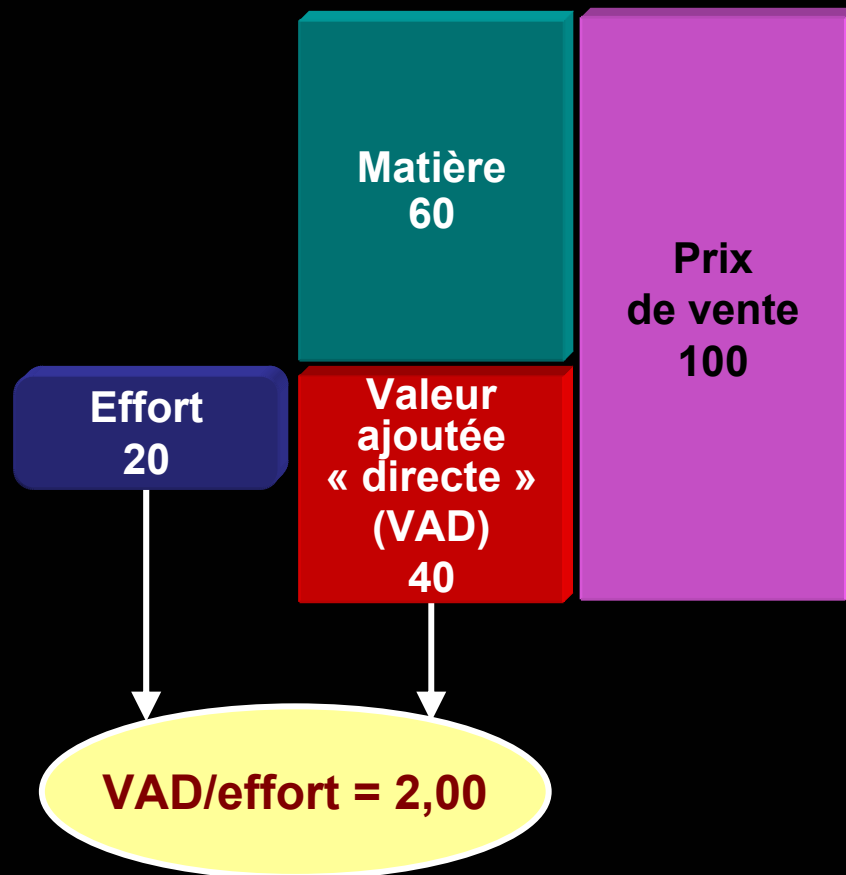 Matière
60
Prix
de vente
100
Effort
20
Valeur
ajoutée
« directe »
(VAD)
40
VAD/effort = 2,00